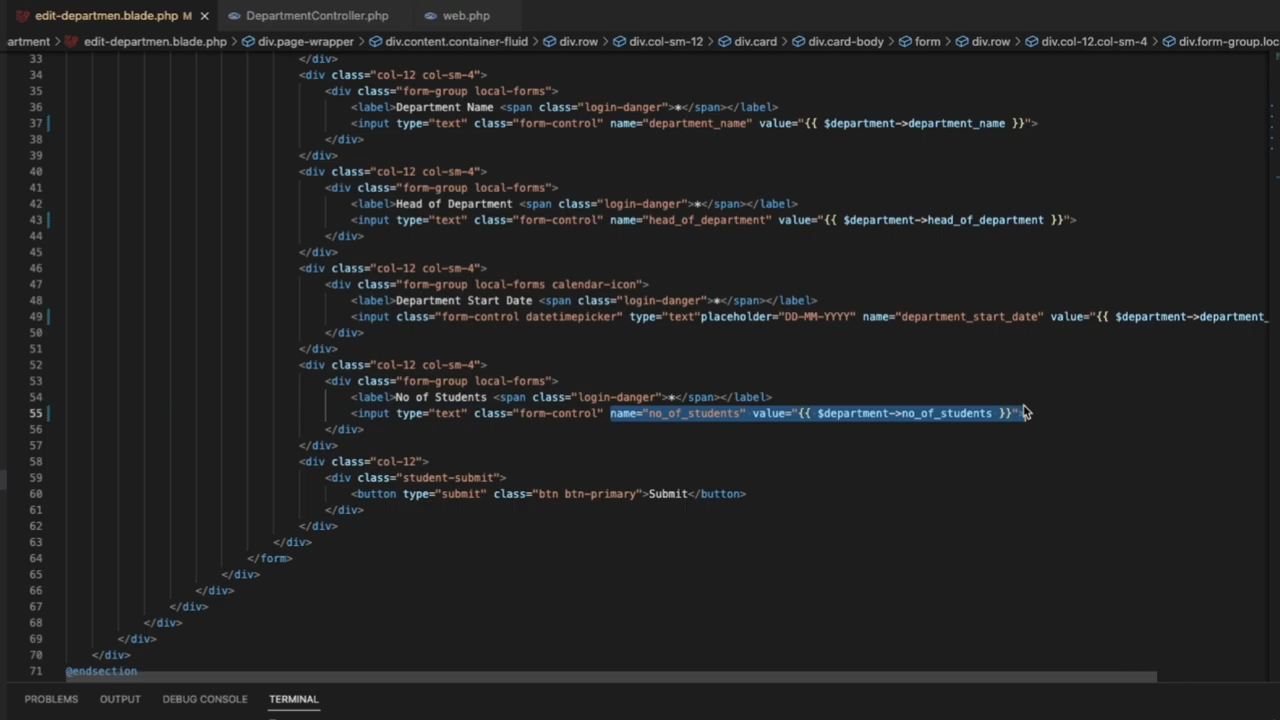 edit-departmen.blade.php M × DepartmentController.php web.php
artment > edit-departmen.blade.php > div.page-wrapper > div.content.container-fluid > div.row > div.col-sm-12 > div.card > div.card-body > form > div.row > div.col-12.col-sm-4 > div.form-group.loc
33 </div>
34 <div class="col-12 col-sm-4">
35 <div class="form-group local-forms">
36 <label>Department Name <span class="login-danger">*</span></label>
37 <input type="text" class="form-control" name="department_name" value="{{ $department->department_name }}">
38 </div>
39 </div>
40 <div class="col-12 col-sm-4">
41 <div class="form-group local-forms">
42 <label>Head of Department <span class="login-danger">*</span></label>
43 <input type="text" class="form-control" name="head_of_department" value="{{ $department->head_of_department }}">
44 </div>
45 </div>
46 <div class="col-12 col-sm-4">
47 <div class="form-group local-forms calendar-icon">
48 <label>Department Start Date <span class="login-danger">*</span></label>
49 <input class="form-control datetimepicker" type="text"placeholder="DD-MM-YYYY" name="department_start_date" value="{{ $department->department_
50 </div>
51 </div>
52 <div class="col-12 col-sm-4">
53 <div class="form-group local-forms">
54 <label>No of Students <span class="login-danger">*</span></label>
55 <input type="text" class="form-control" name="no_of_students" value="{{ $department->no_of_students }}">
56 </div>
57 </div>
58 <div class="col-12">
59 <div class="student-submit">
60 <button type="submit" class="btn btn-primary">Submit</button>
61 </div>
62 </div>
63 </div>
64 </form>
65 </div>
66 </div>
67 </div>
68 </div>
69 </div>
70 </div>
71 @endsection
PROBLEMS OUTPUT DEBUG CONSOLE TERMINAL